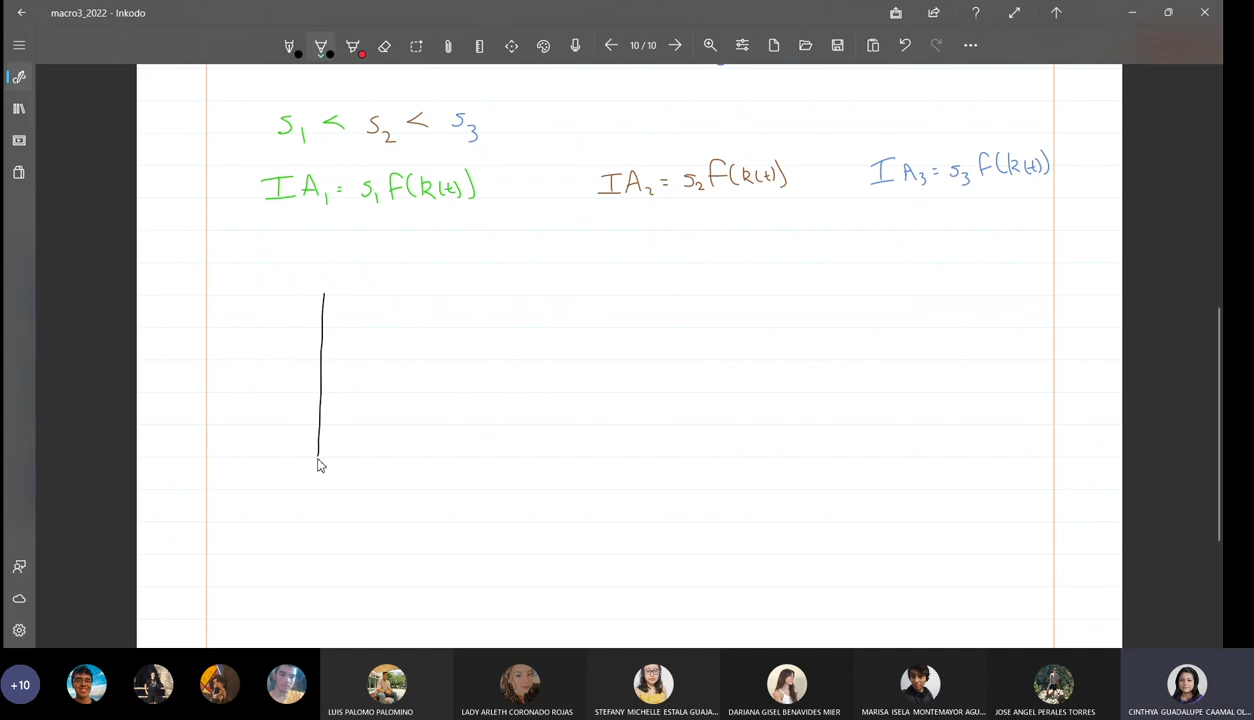 macro3_2022 - Inkodo
10 / 10
s₁ < s₂ < s₃
IA₁ = s₁ f(k(t))
IA₂ = s₂ f(k(t))
IA₃ = s₃ f(k(t))
+10
LUIS PALOMO PALOMINO
LADY ARLETH CORONADO ROJAS
STEFANY MICHELLE ESTALA GUAJA...
DARIANA GISEL BENAVIDES MIER
MARISA ISELA MONTEMAYOR AGU...
JOSE ANGEL PERALES TORRES
CINTHYA GUADALUPE CAAMAL OL...